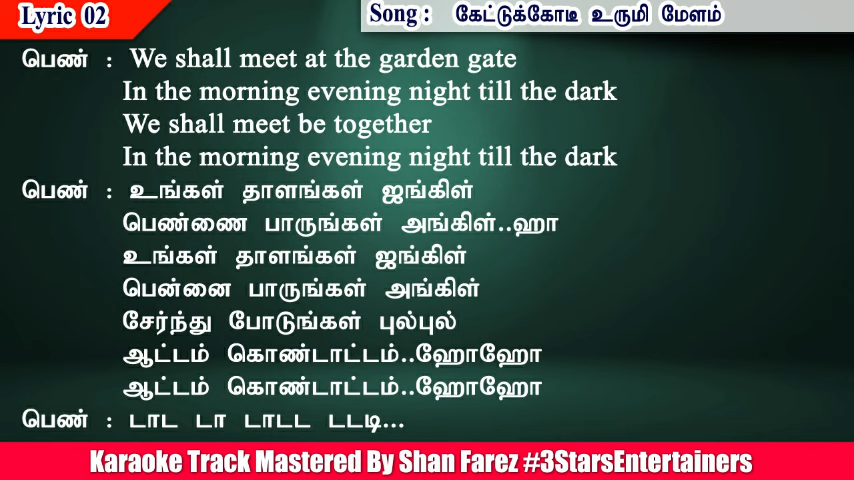 Lyric 02
Song : கேட்டுக்கோடீ உருமி மேளம்
பெண் : We shall meet at the garden gate
In the morning evening night till the dark
We shall meet be together
In the morning evening night till the dark
பெண் : உங்கள் தாளங்கள் ஜங்கிள்
பெண்ணை பாருங்கள் அங்கிள்..ஹா
உங்கள் தாளங்கள் ஜங்கிள்
பென்னை பாருங்கள் அங்கிள்
சேர்ந்து போடுங்கள் புல்புல்
ஆட்டம் கொண்டாட்டம்..ஹோஹோ
ஆட்டம் கொண்டாட்டம்..ஹோஹோ
பெண் : டாட டா டாடட டடடி...
Karaoke Track Mastered By Shan Farez #3StarsEntertainers